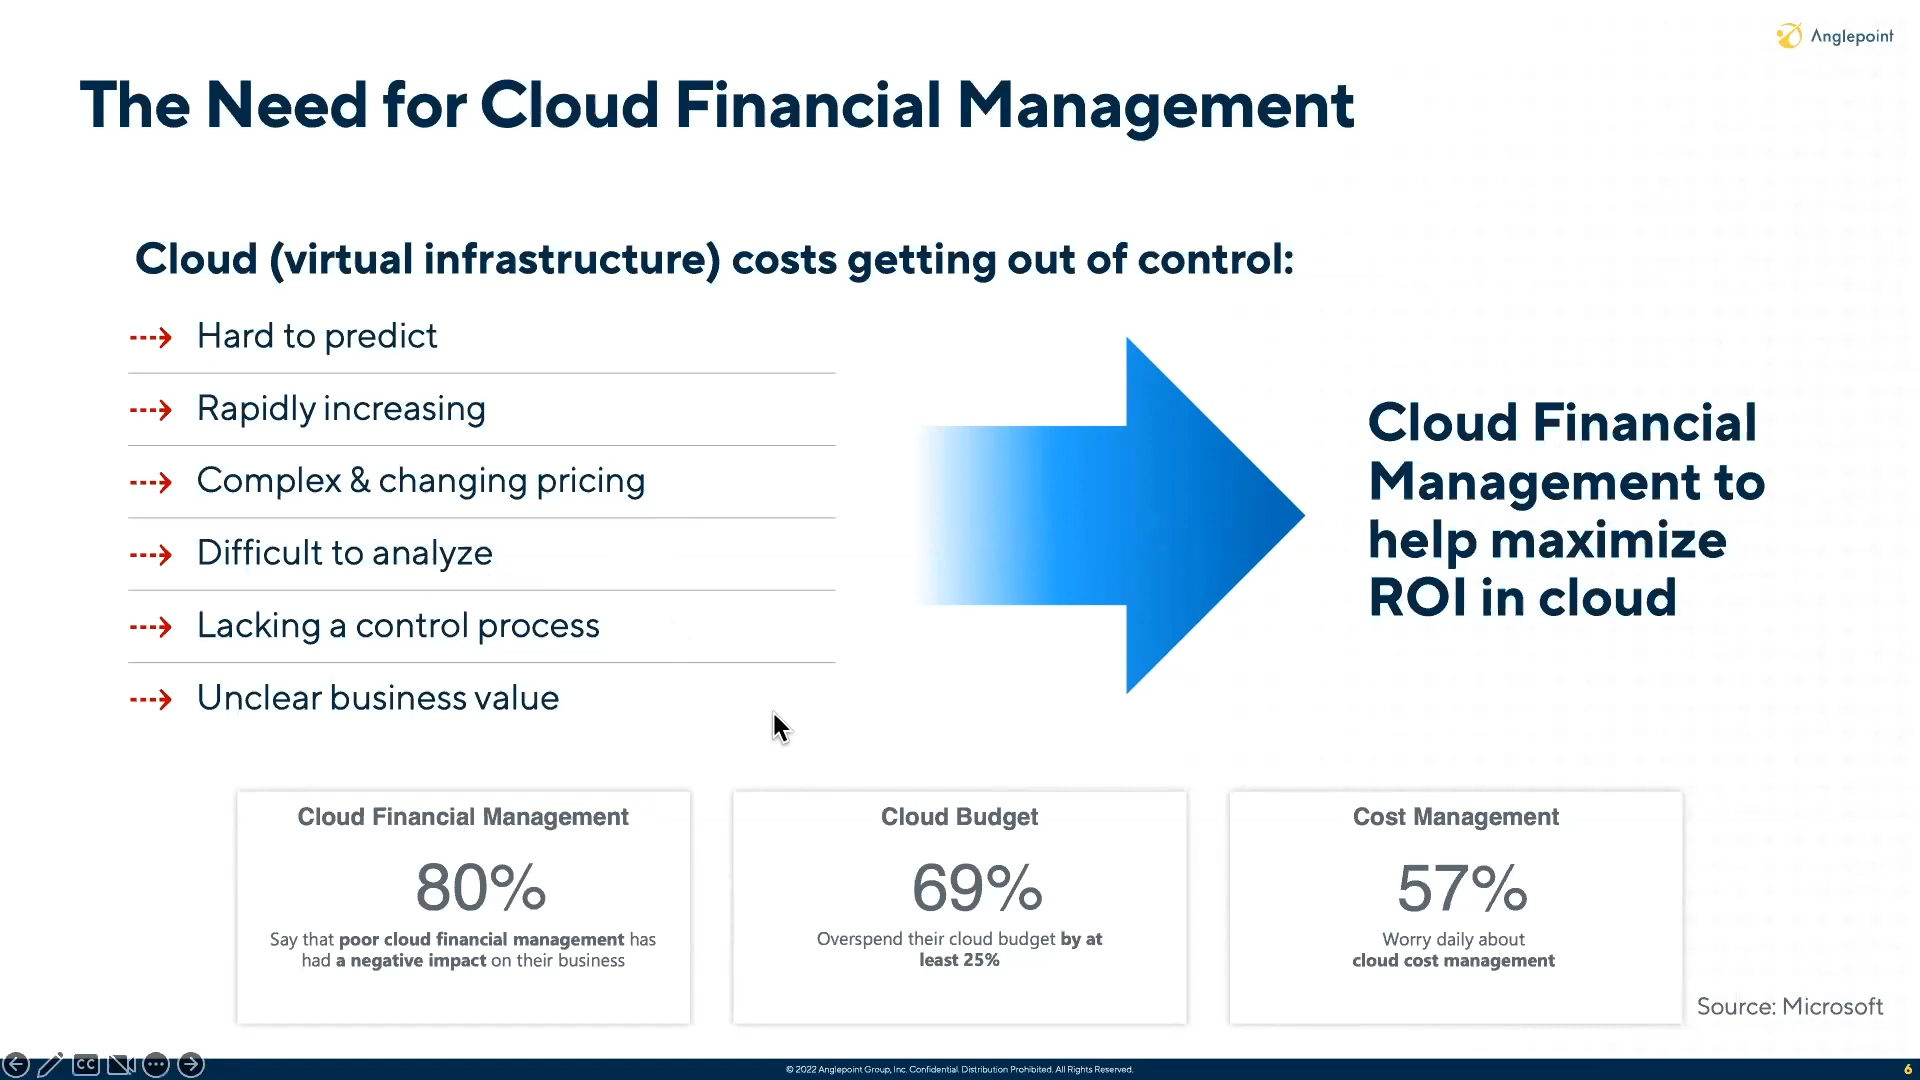 Anglepoint
The Need for Cloud Financial Management
Cloud (virtual infrastructure) costs getting out of control:
Hard to predict
Rapidly increasing
Complex & changing pricing
Difficult to analyze
Lacking a control process
Unclear business value
Cloud Financial
Management to
help maximize
ROI in cloud
Cloud Financial Management
80%
Say that poor cloud financial management has
had a negative impact on their business
Cloud Budget
69%
Overspend their cloud budget by at
least 25%
Cost Management
57%
Worry daily about
cloud cost management
Source: Microsoft
CC
© 2022 Anglepoint Group, Inc. Confidential. Distribution Prohibited. All Rights Reserved.
6